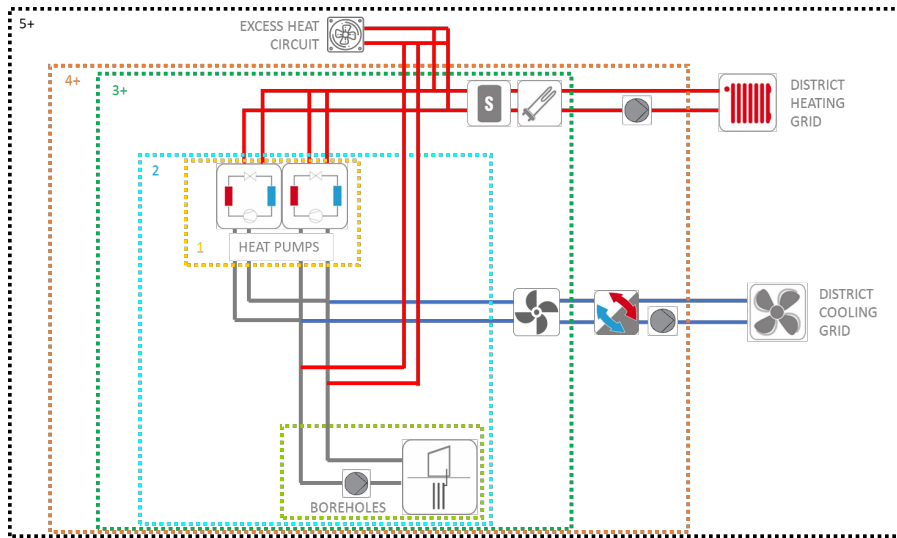 5+
EXCESS HEAT
CIRCUIT
4+
3+
S
DISTRICT
HEATING
GRID
2
1
HEAT PUMPS
DISTRICT
COOLING
GRID
BOREHOLES